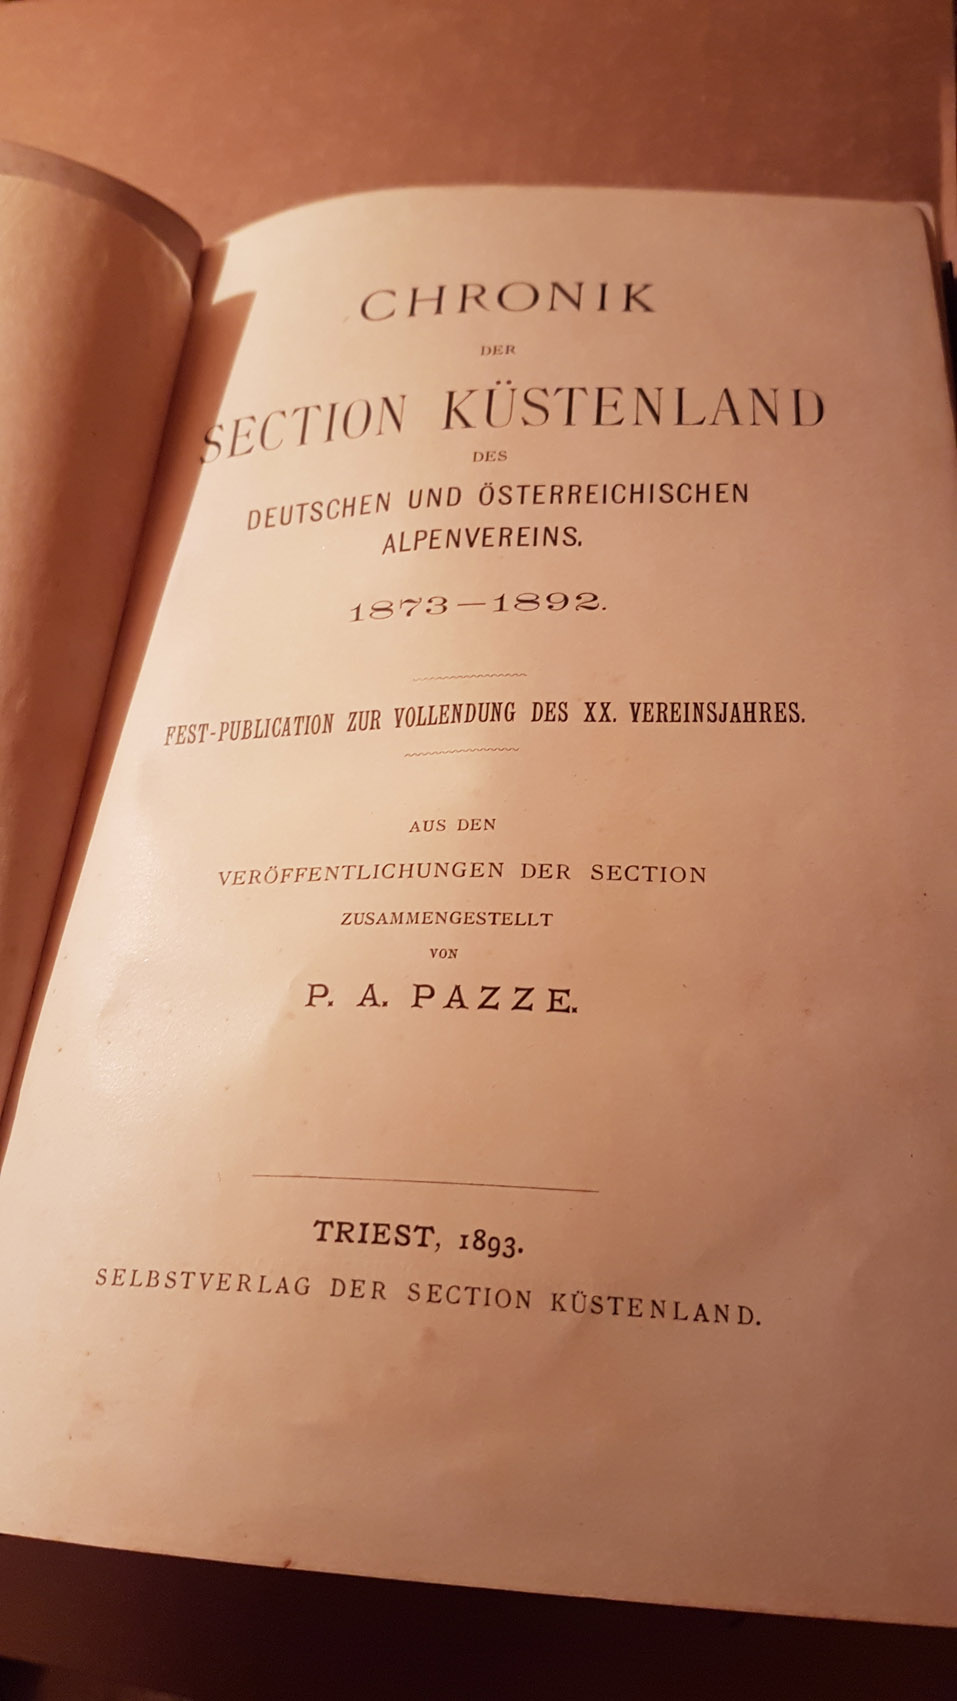 CHRONIK
DER
SECTION KÜSTENLAND
DES
DEUTSCHEN UND ÖSTERREICHISCHEN
ALPENVEREINS.
1873—1892.
FEST-PUBLICATION ZUR VOLLENDUNG DES XX. VEREINSJAHRES.
AUS DEN
VERÖFFENTLICHUNGEN DER SECTION
ZUSAMMENGESTELLT
VON
P. A. PAZZE.
TRIEST, 1893.
SELBSTVERLAG DER SECTION KÜSTENLAND.